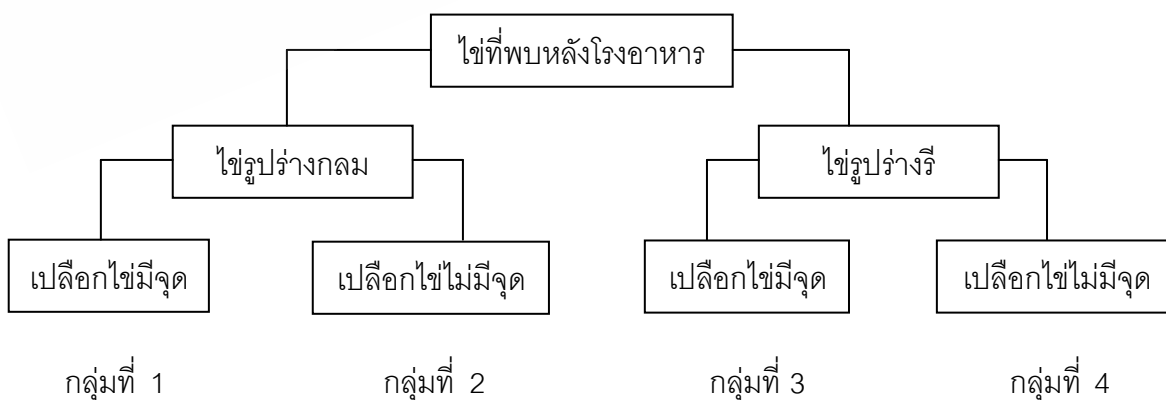 ไข่ที่พบหลังโรงอาหาร
ไข่รูปร่างกลม
ไข่รูปร่างรี
เปลือกไข่มีจุด
เปลือกไข่ไม่มีจุด
เปลือกไข่มีจุด
เปลือกไข่ไม่มีจุด
กลุ่มที่ 1
กลุ่มที่ 2
กลุ่มที่ 3
กลุ่มที่ 4